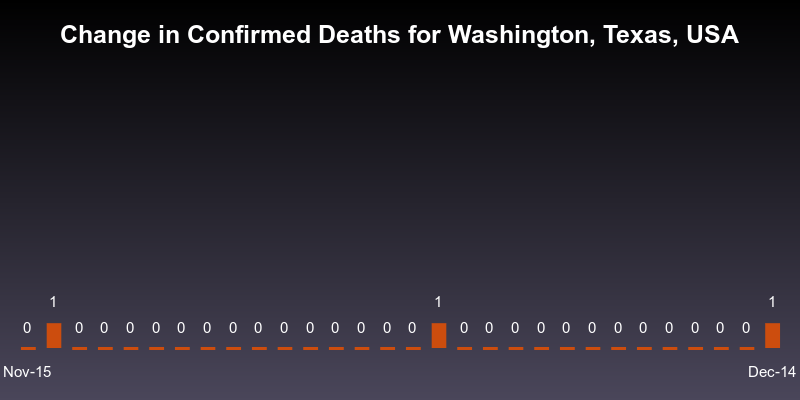 Change in Confirmed Deaths for Washington, Texas, USA
1 1 1
0 0 0 0 0 0 0 0 0 0 0 0 0 0 0 0 0 0 0 0 0 0 0 0 0 0 0
Nov-15 Dec-14